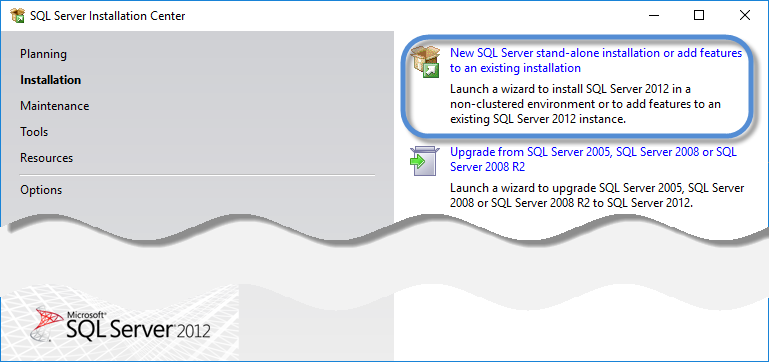 SQL Server Installation Center
Planning
Installation
Maintenance
Tools
Resources
Options
New SQL Server stand-alone installation or add features
to an existing installation
Launch a wizard to install SQL Server 2012 in a
non-clustered environment or to add features to an
existing SQL Server 2012 instance.
Upgrade from SQL Server 2005, SQL Server 2008 or SQL
Server 2008 R2
Launch a wizard to upgrade SQL Server 2005, SQL Server
2008 or SQL Server 2008 R2 to SQL Server 2012.
Microsoft
SQL Server 2012